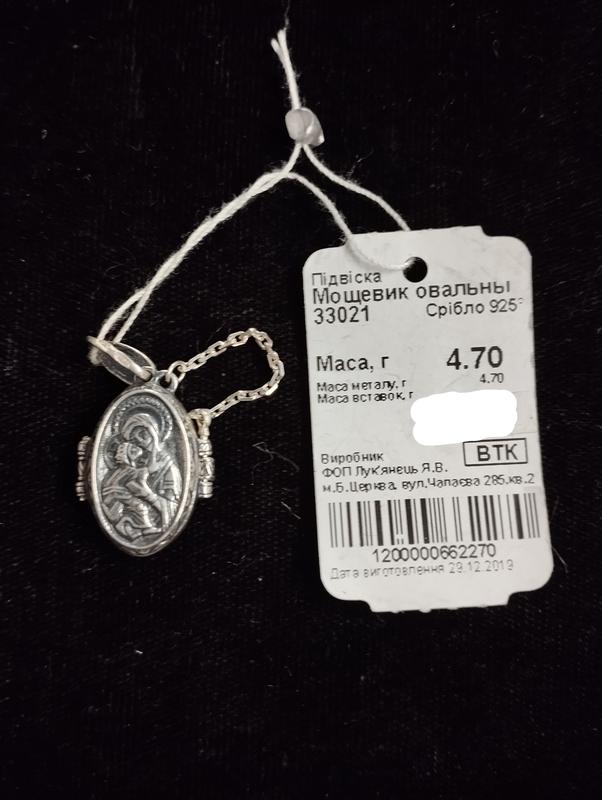 Підвіска
Мощевик овальны
33021 Срібло 925°
Маса, г 4.70
Маса металу, г 4.70
Маса вставок, г
Виробник ВТК
ФОП Лук'янець Я.В.
м.Б.Церква, вул.Чапаєва 285.кв.2
1200000662270
Дата виготовлення 29.12.2019